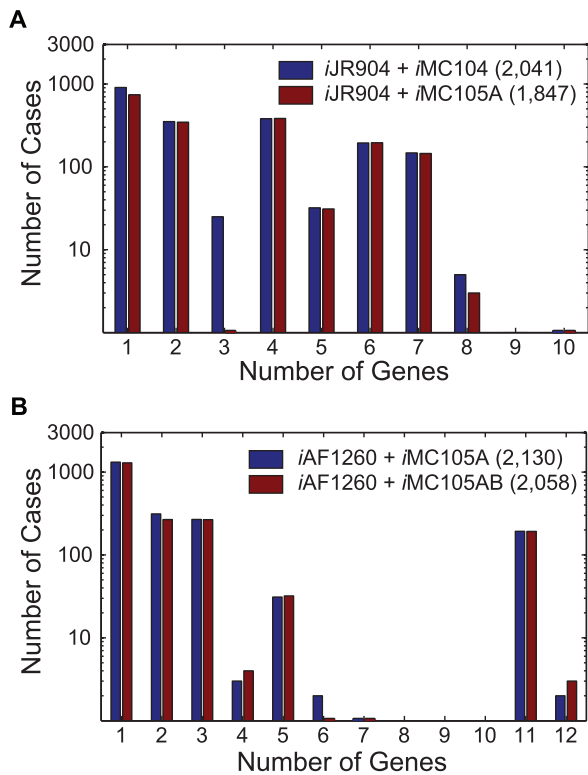 A
3000
1000
100
10
Number of Cases
iJR904 + iMC104 (2,041)
iJR904 + iMC105A (1,847)
1 2 3 4 5 6 7 8 9 10
Number of Genes
B
3000
1000
100
10
Number of Cases
iAF1260 + iMC105A (2,130)
iAF1260 + iMC105AB (2,058)
1 2 3 4 5 6 7 8 9 10 11 12
Number of Genes